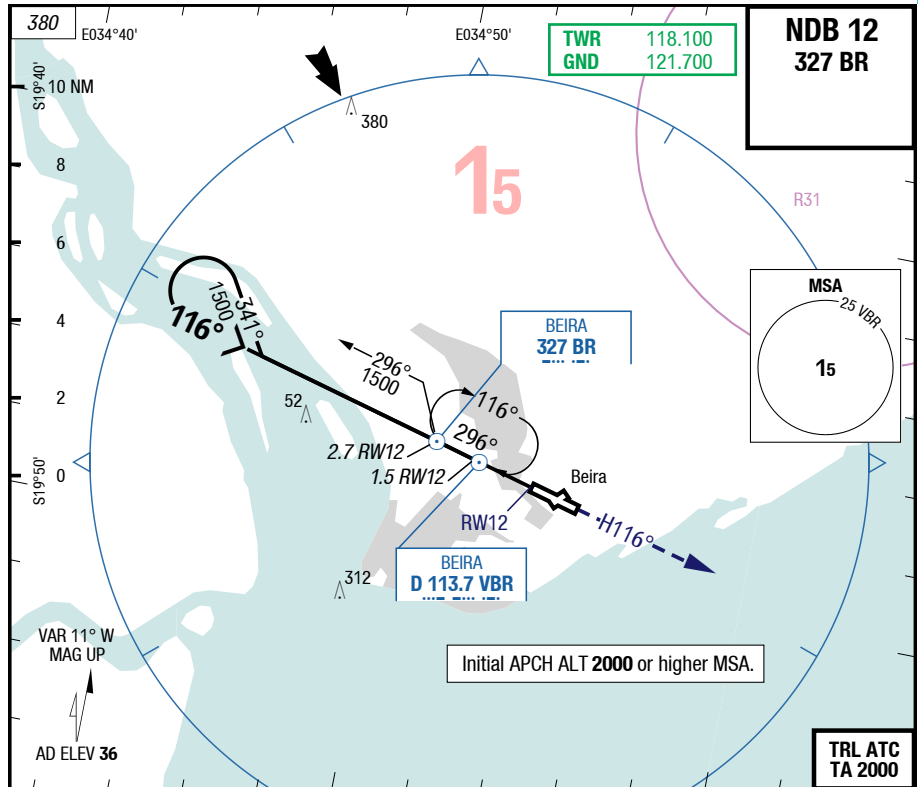 380
E034°40'
E034°50'
TWR 118.100
GND 121.700
NDB 12
327 BR
S19°40'
10 NM
380
8
15
R31
6
MSA
25 VBR
15
1500
341°
116°
4
BEIRA
327 BR
296°
1500
52
2
116°
296°
2.7 RW12
1.5 RW12
S19°50'
0
Beira
RW12
H116°
BEIRA
D 113.7 VBR
312
VAR 11° W
MAG UP
Initial APCH ALT 2000 or higher MSA.
AD ELEV 36
TRL ATC
TA 2000